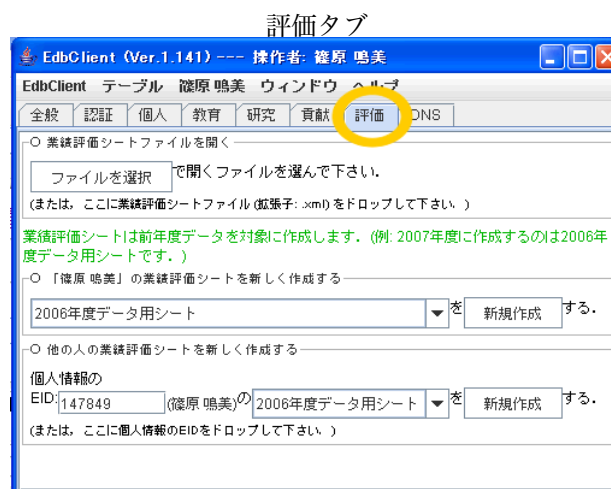 評価タブ
EdbClient (Ver.1.141) --- 操作者: 篠原 鳴美
EdbClient テーブル 篠原 鳴美 ウィンドウ ヘルプ
全般 認証 個人 教育 研究 貢献 評価 DNS
業績評価シートファイルを開く
ファイルを選択 で開くファイルを選んで下さい.
(または, ここに業績評価シートファイル (拡張子: .xml) をドロップして下さい. )
業績評価シートは前年度データを対象に作成します. (例: 2007年度に作成するのは2006年
度データ用シートです. )
「篠原 鳴美」の業績評価シートを新しく作成する
2006年度データ用シート を 新規作成 する.
他の人の業績評価シートを新しく作成する
個人情報の
EID: 147849 (篠原 鳴美)の 2006年度データ用シート を 新規作成 する.
(または, ここに個人情報のEIDをドロップして下さい. )